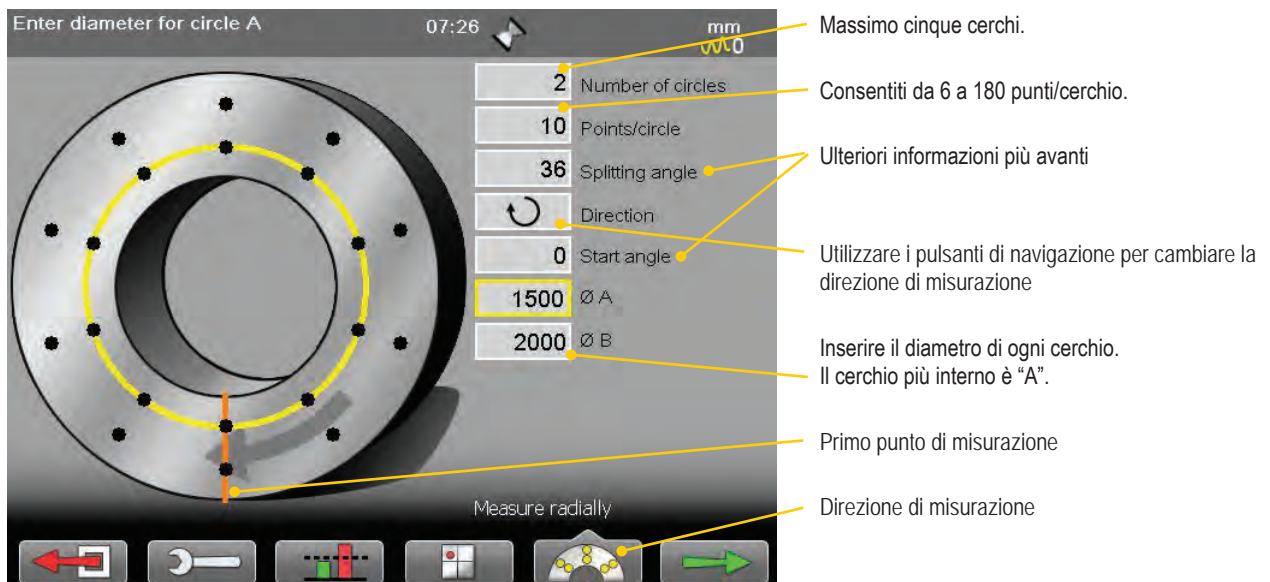 Enter diameter for circle A
07:26
mm
0
2 Number of circles
10 Points/circle
36 Splitting angle
Direction
0 Start angle
1500 Ø A
2000 Ø B
Measure radially
Massimo cinque cerchi.
Consentiti da 6 a 180 punti/cerchio.
Ulteriori informazioni più avanti
Utilizzare i pulsanti di navigazione per cambiare la
direzione di misurazione
Inserire il diametro di ogni cerchio.
Il cerchio più interno è “A”.
Primo punto di misurazione
Direzione di misurazione